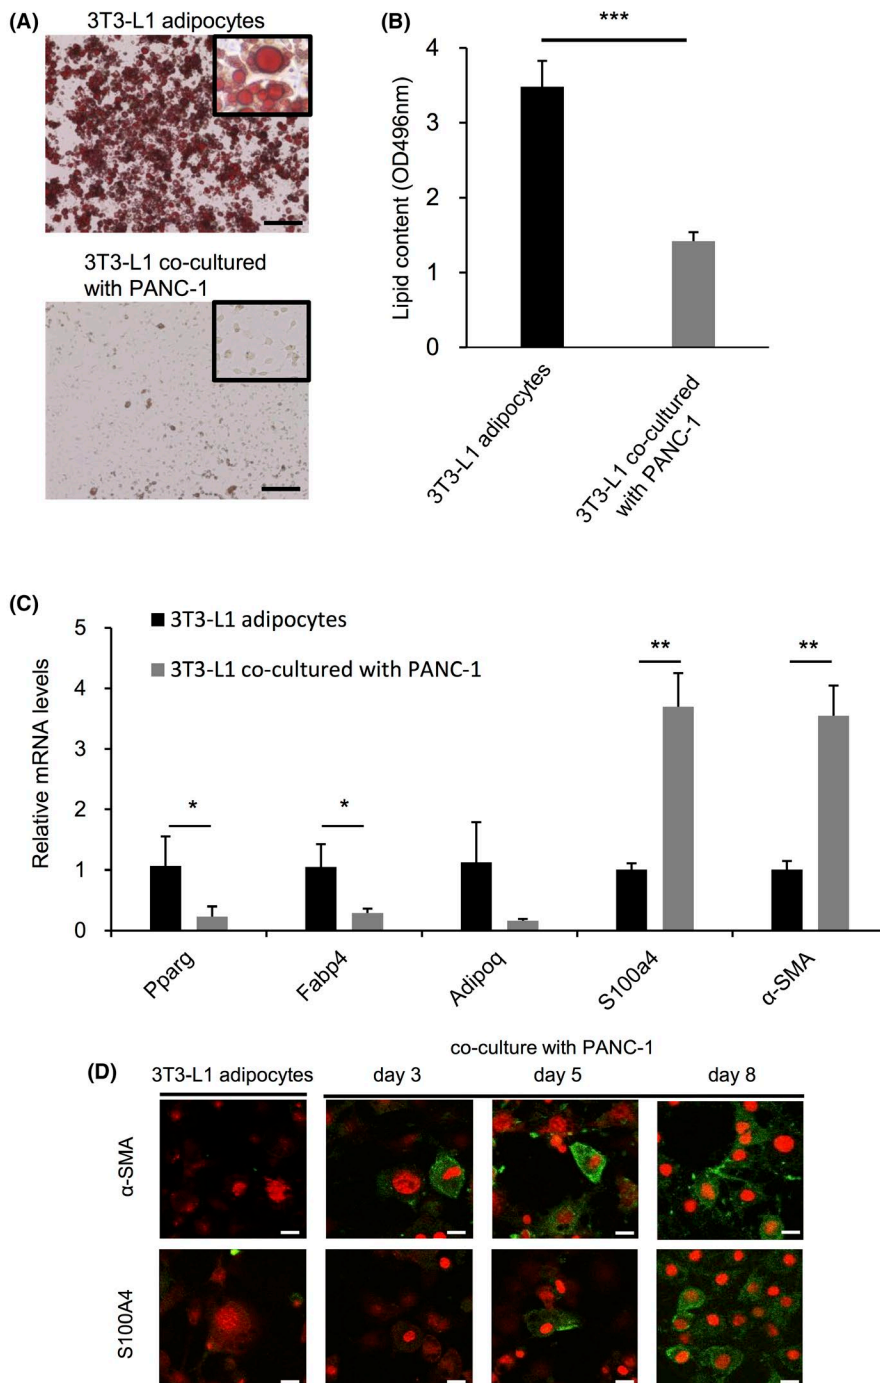 (A)
3T3-L1 adipocytes
3T3-L1 co-cultured
with PANC-1
(B)
***
Lipid content (OD496nm)
4
3
2
1
0
3T3-L1 adipocytes
3T3-L1 co-cultured
with PANC-1
(C)
3T3-L1 adipocytes
3T3-L1 co-cultured with PANC-1
Relative mRNA levels
5
4
3
2
1
0
*
*
**
**
Pparg
Fabp4
Adipoq
S100a4
α-SMA
(D)
co-culture with PANC-1
3T3-L1 adipocytes
day 3
day 5
day 8
α-SMA
S100A4